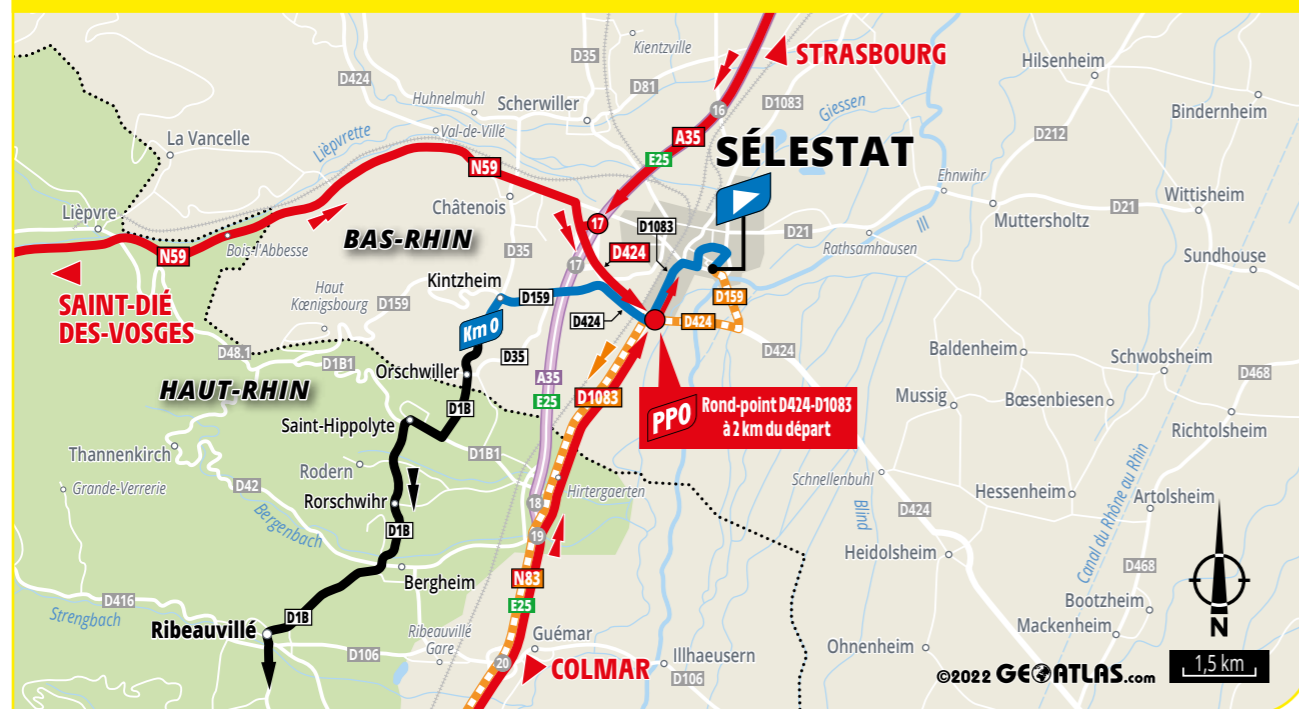 STRASBOURG
Kientzville
D35
D424
D81
Hilsenheim
Huhnelmuhl
Scherwiller
16
D1083
Giessen
Bindernheim
La Vancelle
Val-de-Villé
Lièpvrette
A35
D212
E25
SÉLESTAT
N59
Ehnwihr
Wittisheim
Lièpvre
Châtenois
17
D1083
Ill
Muttersholtz
D21
D21
BAS-RHIN
Bois-l'Abbesse
D35
D424
Rathsamhausen
N59
17
Sundhouse
SAINT-DIÉ
DES-VOSGES
Haut
Kœnigsbourg
D159
Kintzheim
D159
D159
Km 0
D424
D424
D48.1
D1B1
D35
D424
Baldenheim
Schwobsheim
Orschwiller
A35
D468
HAUT-RHIN
E25
D1083
PPO
Rond-point D424-D1083
à 2 km du départ
Mussig
Bœsenbiesen
D1B
Saint-Hippolyte
Richtolsheim
Thannenkirch
D1B1
Rodern
Grande-Verrerie
D42
Hirtergaerten
Schnellenbuhl
Hessenheim
Artolsheim
Rorschwihr
18
Blind
D424
Canal du Rhône au Rhin
Bergenbach
D1B
19
Heidolsheim
D468
Bergheim
N83
D416
E25
Bootzheim
Strengbach
D1B
Mackenheim
N
Ribeauvillé
Ribeauvillé
Gare
Guémar
D106
20
COLMAR
Illhaeusern
D106
Ohnenheim
©2022 GEOATLAS.com
1,5 km